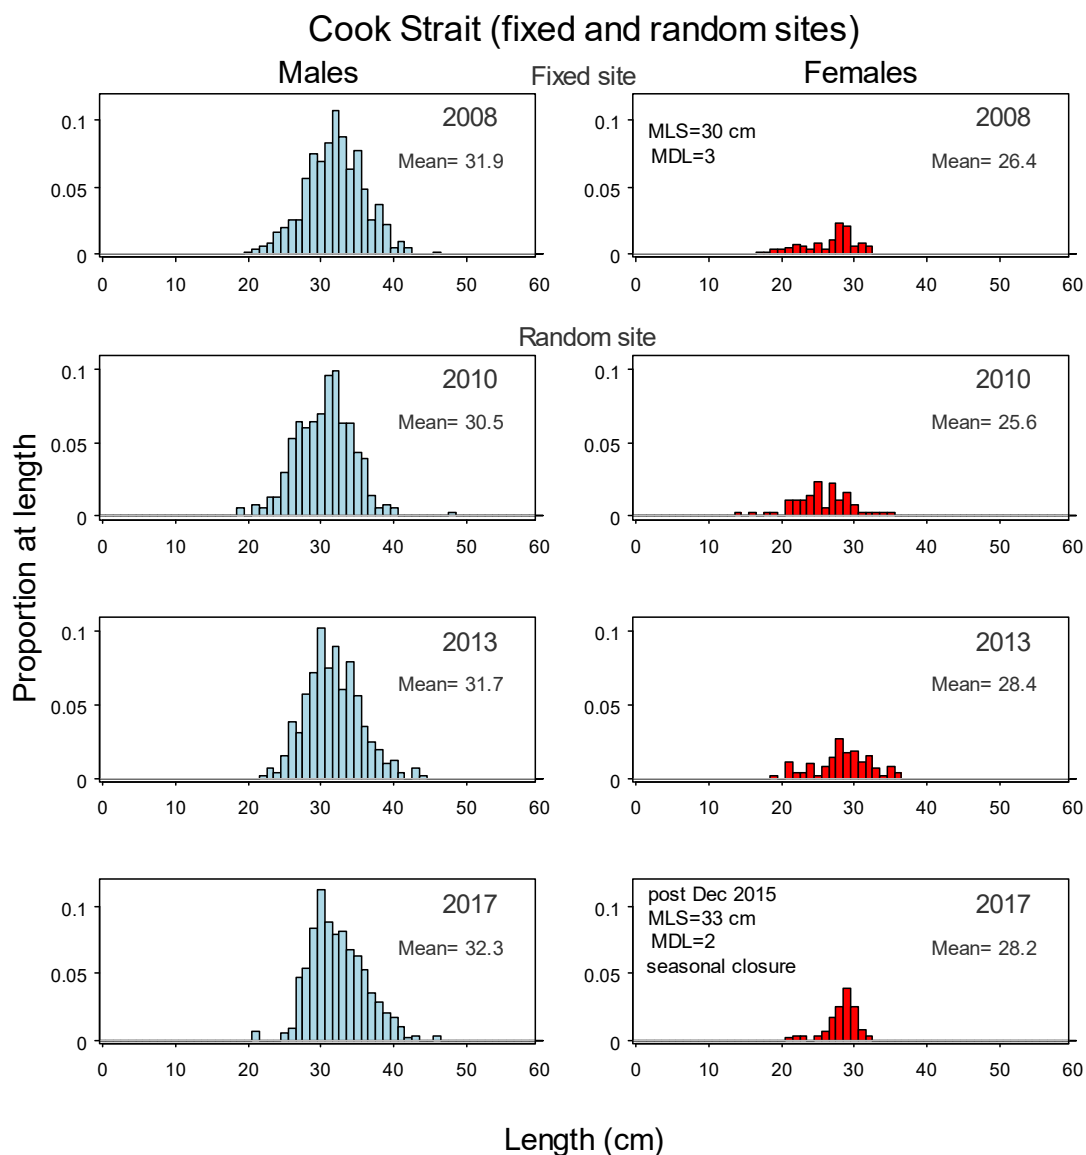 Cook Strait (fixed and random sites)
Males
Fixed site
Females
0.1
0.05
0
2008
Mean= 31.9
0 10 20 30 40 50 60
MLS=30 cm
MDL=3
0.1
0.05
0
2008
Mean= 26.4
0 10 20 30 40 50 60
Random site
0.1
0.05
0
2010
Mean= 30.5
0 10 20 30 40 50 60
0.1
0.05
0
2010
Mean= 25.6
0 10 20 30 40 50 60
Proportion at length
0.1
0.05
0
2013
Mean= 31.7
0 10 20 30 40 50 60
0.1
0.05
0
2013
Mean= 28.4
0 10 20 30 40 50 60
0.1
0.05
0
2017
Mean= 32.3
0 10 20 30 40 50 60
post Dec 2015
MLS=33 cm
MDL=2
seasonal closure
0.1
0.05
0
2017
Mean= 28.2
0 10 20 30 40 50 60
Length (cm)